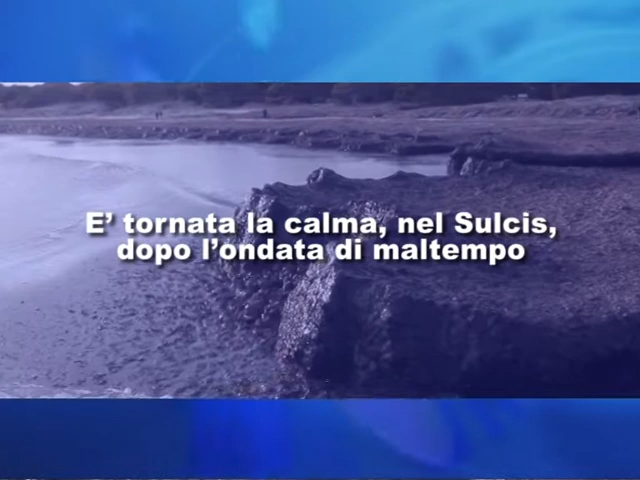 E’ tornata la calma, nel Sulcis,
dopo l’ondata di maltempo